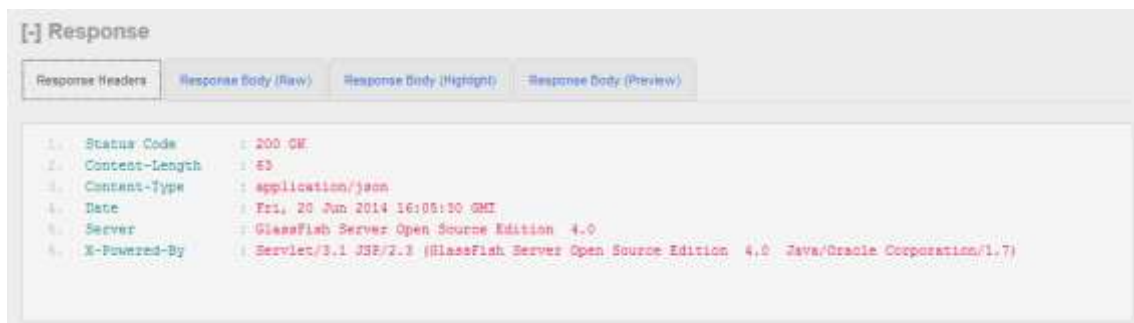 [-] Response
Response Headers Response Body (Raw) Response Body (Highlight) Response Body (Preview)
1. Status Code : 200 OK
2. Content-Length : 63
3. Content-Type : application/json
4. Date : Fri, 20 Jun 2014 16:05:30 GMT
5. Server : GlassFish Server Open Source Edition 4.0
6. X-Powered-By : Servlet/3.1 JSP/2.3 (GlassFish Server Open Source Edition 4.0 Java/Oracle Corporation/1.7)